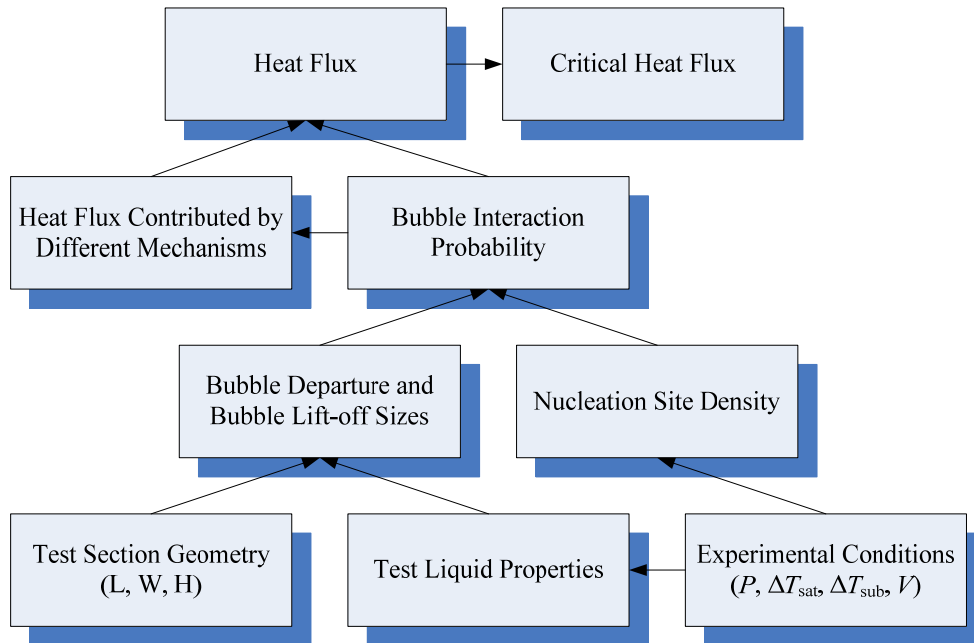 Heat Flux
Critical Heat Flux
Heat Flux Contributed by
Different Mechanisms
Bubble Interaction
Probability
Bubble Departure and
Bubble Lift-off Sizes
Nucleation Site Density
Test Section Geometry
(L, W, H)
Test Liquid Properties
Experimental Conditions
(P, ΔTsat, ΔTsub, V)